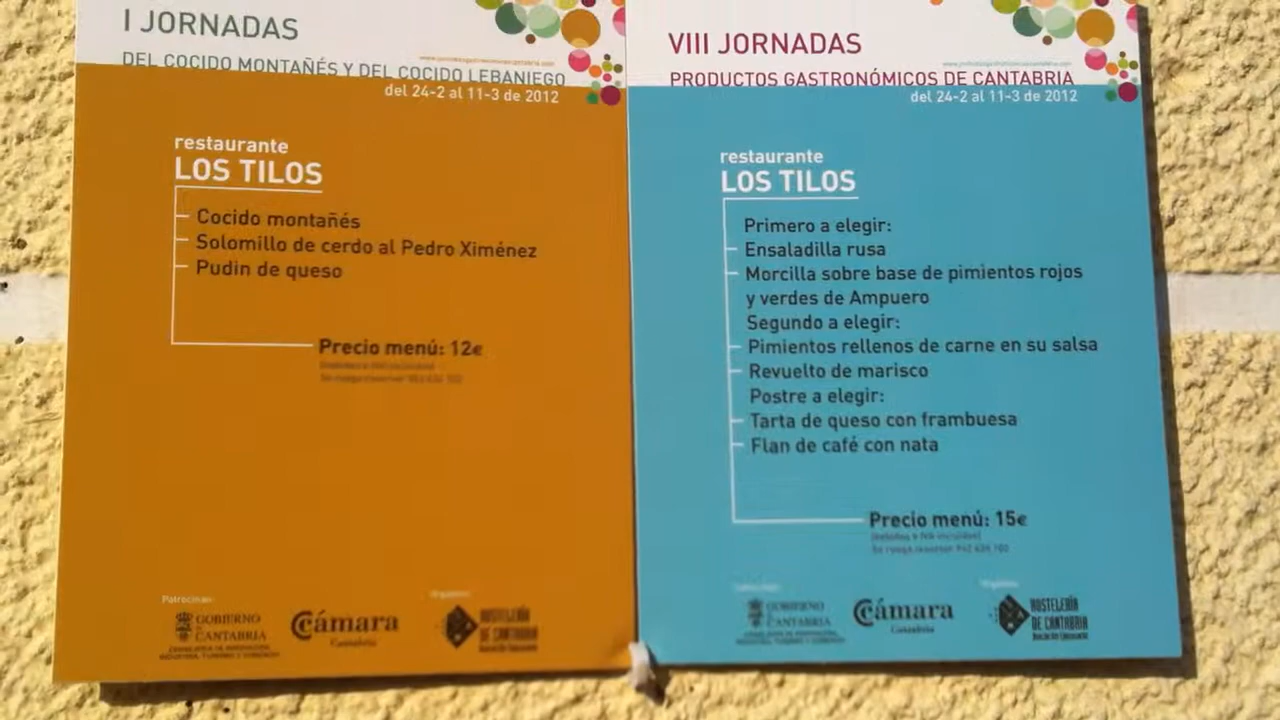 I JORNADAS
DEL COCIDO MONTAÑÉS Y DEL COCIDO LEBANIEGO
del 24-2 al 11-3 de 2012
restaurante
LOS TILOS
Cocido montañés
Solomillo de cerdo al Pedro Ximénez
Pudin de queso
Precio menú: 12€
Patrocinan:
GOBIERNO
DE
CANTABRIA
Cámara
Cantabria
HOSTELERÍA
DE CANTABRIA
VIII JORNADAS
PRODUCTOS GASTRONÓMICOS DE CANTABRIA
del 24-2 al 11-3 de 2012
restaurante
LOS TILOS
Primero a elegir:
Ensaladilla rusa
Morcilla sobre base de pimientos rojos
y verdes de Ampuero
Segundo a elegir:
Pimientos rellenos de carne en su salsa
Revuelto de marisco
Postre a elegir:
Tarta de queso con frambuesa
Flan de café con nata
Precio menú: 15€
GOBIERNO
DE
CANTABRIA
Cámara
Cantabria
HOSTELERÍA
DE CANTABRIA